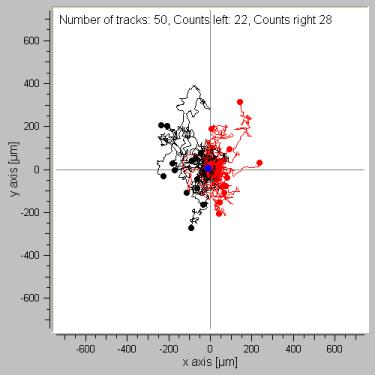 Number of tracks: 50, Counts left: 22, Counts right 28
600
400
200
0
-200
-400
-600
y axis [µm]
-600 -400 -200 0 200 400 600
x axis [µm]